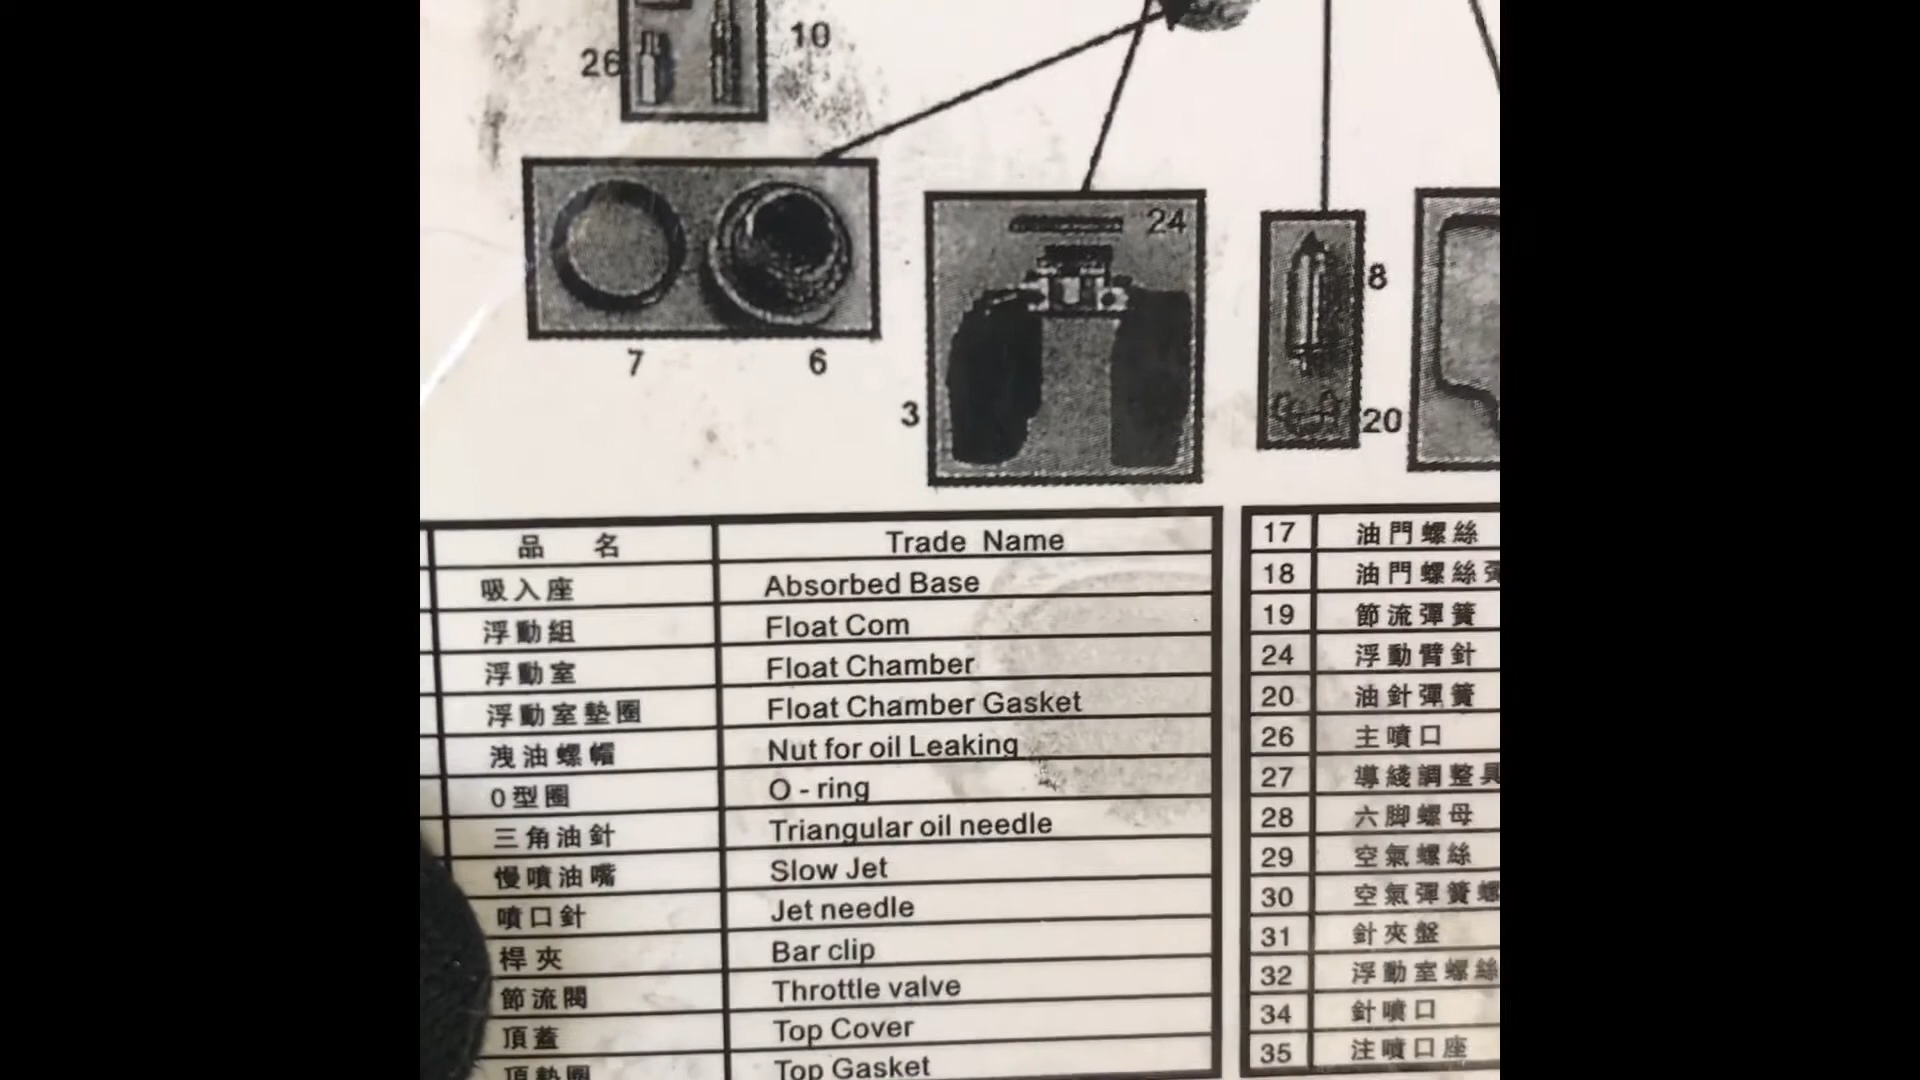 10
26
24
8
7 6
3
20
品 名 Trade Name
吸入座 Absorbed Base
浮動組 Float Com
浮動室 Float Chamber
浮動室墊圈 Float Chamber Gasket
洩油螺帽 Nut for oil Leaking
O型圈 O - ring
三角油針 Triangular oil needle
慢噴油嘴 Slow Jet
噴口針 Jet needle
桿夾 Bar clip
節流閥 Throttle valve
頂蓋 Top Cover
頂墊圈 Top Gasket
17 油門螺絲
18 油門螺絲彈
19 節流彈簧
24 浮動臂針
20 油針彈簧
26 主噴口
27 導綫調整具
28 六脚螺母
29 空氣螺絲
30 空氣彈簧螺
31 針夾盤
32 浮動室螺絲
34 針噴口
35 注噴口座